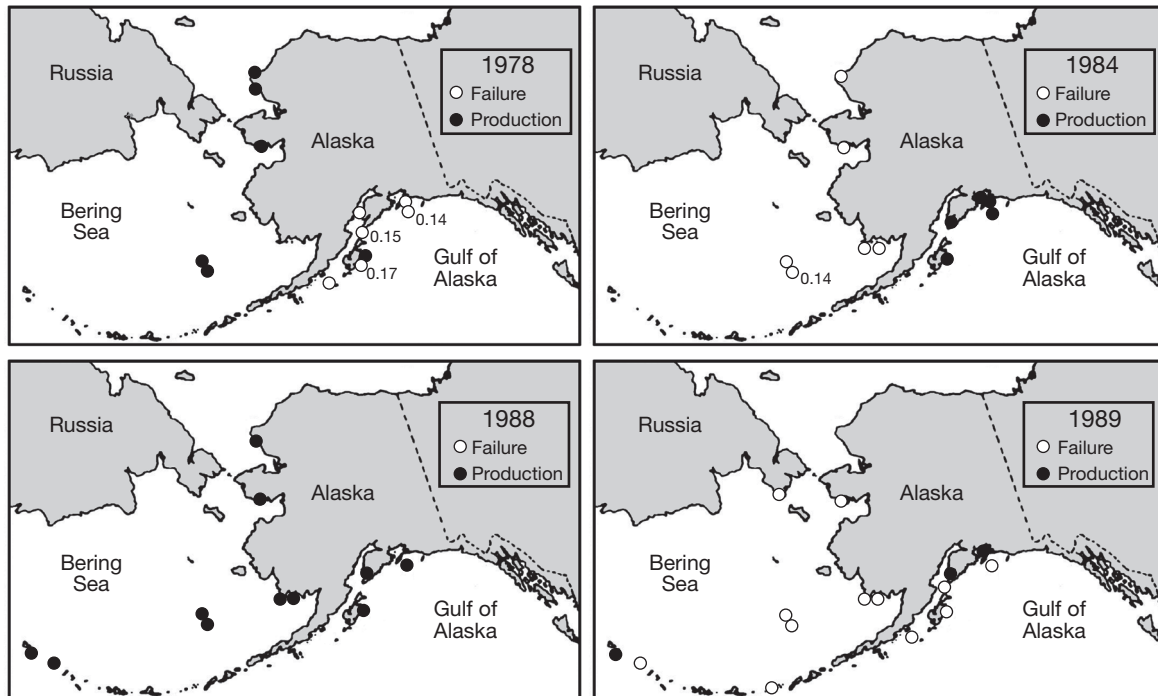 1978
Failure
Production
Russia
Alaska
Bering
Sea
0.14
0.15
0.17
Gulf of
Alaska
1984
Failure
Production
Russia
Alaska
Bering
Sea
0.14
Gulf of
Alaska
1988
Failure
Production
Russia
Alaska
Bering
Sea
Gulf of
Alaska
1989
Failure
Production
Russia
Alaska
Bering
Sea
Gulf of
Alaska